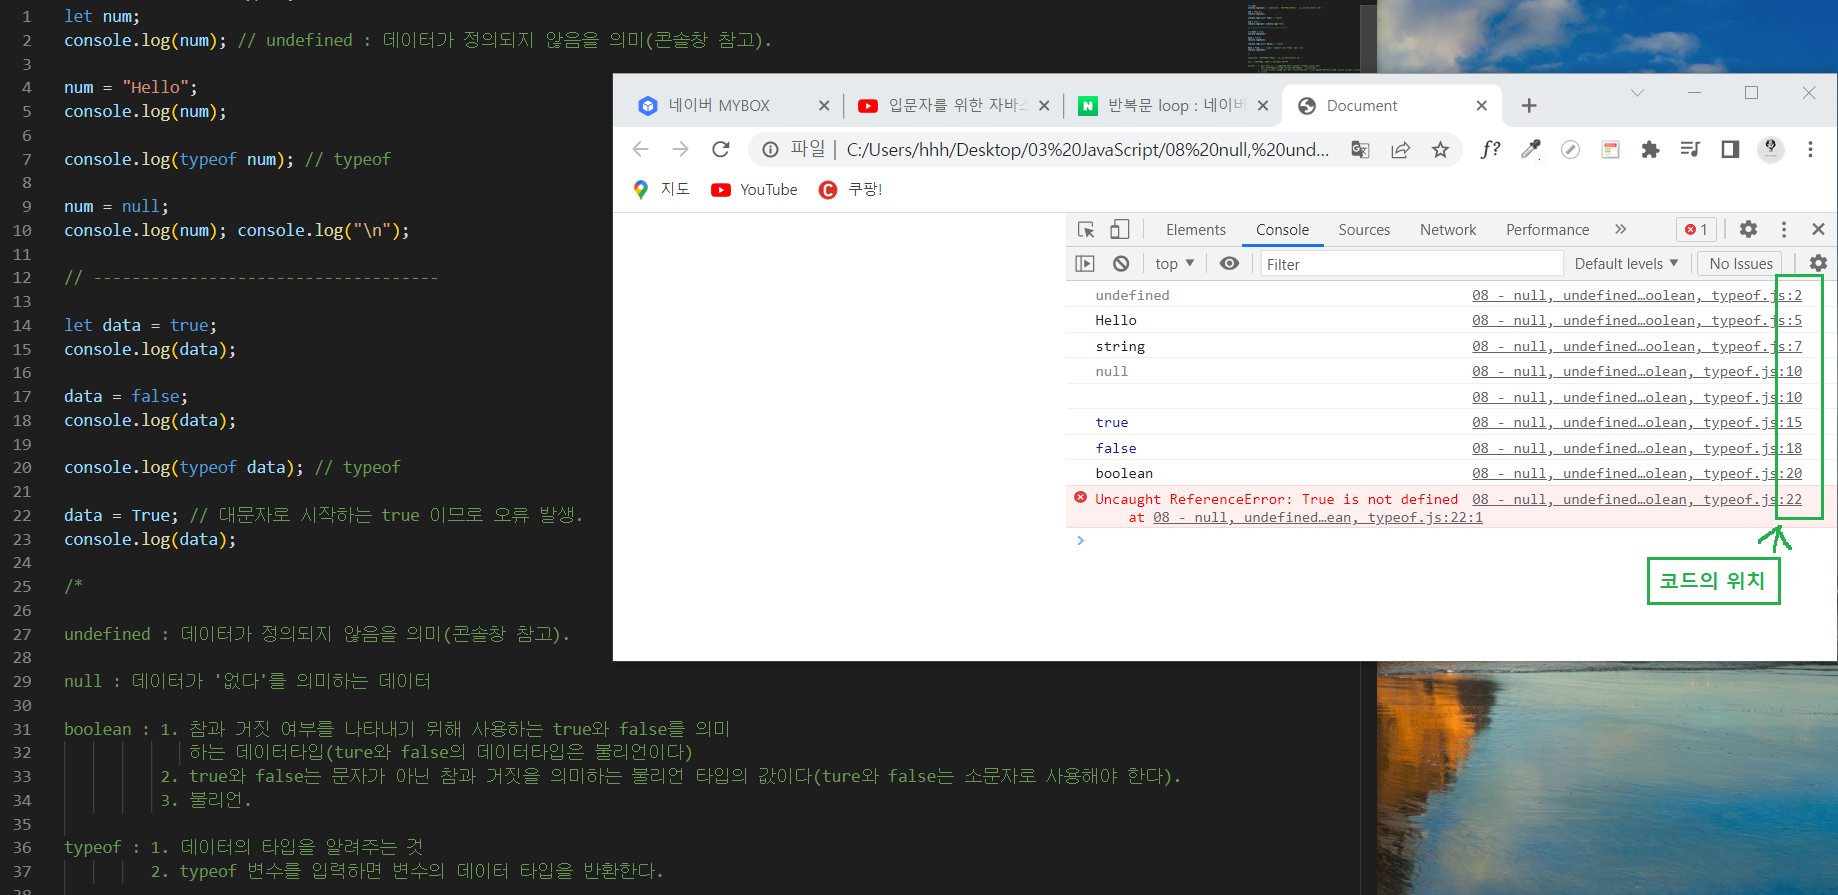 1 let num;
2 console.log(num); // undefined : 데이터가 정의되지 않음을 의미(콘솔창 참고).
3
4 num = "Hello";
5 console.log(num);
6
7 console.log(typeof num); // typeof
8
9 num = null;
10 console.log(num); console.log("\n");
11
12 // ------------------------------------
13
14 let data = true;
15 console.log(data);
16
17 data = false;
18 console.log(data);
19
20 console.log(typeof data); // typeof
21
22 data = True; // 대문자로 시작하는 true 이므로 오류 발생.
23 console.log(data);
24
25 /*
26
27 undefined : 데이터가 정의되지 않음을 의미(콘솔창 참고).
28
29 null : 데이터가 '없다'를 의미하는 데이터
30
31 boolean : 1. 참과 거짓 여부를 나타내기 위해 사용하는 true와 false를 의미
32 하는 데이터타입(ture와 false의 데이터타입은 불리언이다)
33 2. true와 false는 문자가 아닌 참과 거짓을 의미하는 불리언 타입의 값이다(ture와 false는 소문자로 사용해야 한다).
34 3. 불리언.
35
36 typeof : 1. 데이터의 타입을 알려주는 것
37 2. typeof 변수를 입력하면 변수의 데이터 타입을 반환한다.
38
네이버 MYBOX
입문자를 위한 자바스
반복문 loop : 네이버
Document
파일 | C:/Users/hhh/Desktop/03%20JavaScript/08%20null,%20und...
f?
지도 YouTube 쿠팡!
Elements Console Sources Network Performance » 1
top Filter Default levels No Issues
undefined 08 - null, undefined…oolean, typeof.js:2
Hello 08 - null, undefined…oolean, typeof.js:5
string 08 - null, undefined…oolean, typeof.js:7
null 08 - null, undefined…olean, typeof.js:10
08 - null, undefined…olean, typeof.js:10
true 08 - null, undefined…olean, typeof.js:15
false 08 - null, undefined…olean, typeof.js:18
boolean 08 - null, undefined…olean, typeof.js:20
Uncaught ReferenceError: True is not defined 08 - null, undefined…olean, typeof.js:22
at 08 - null, undefined…ean, typeof.js:22:1
코드의 위치